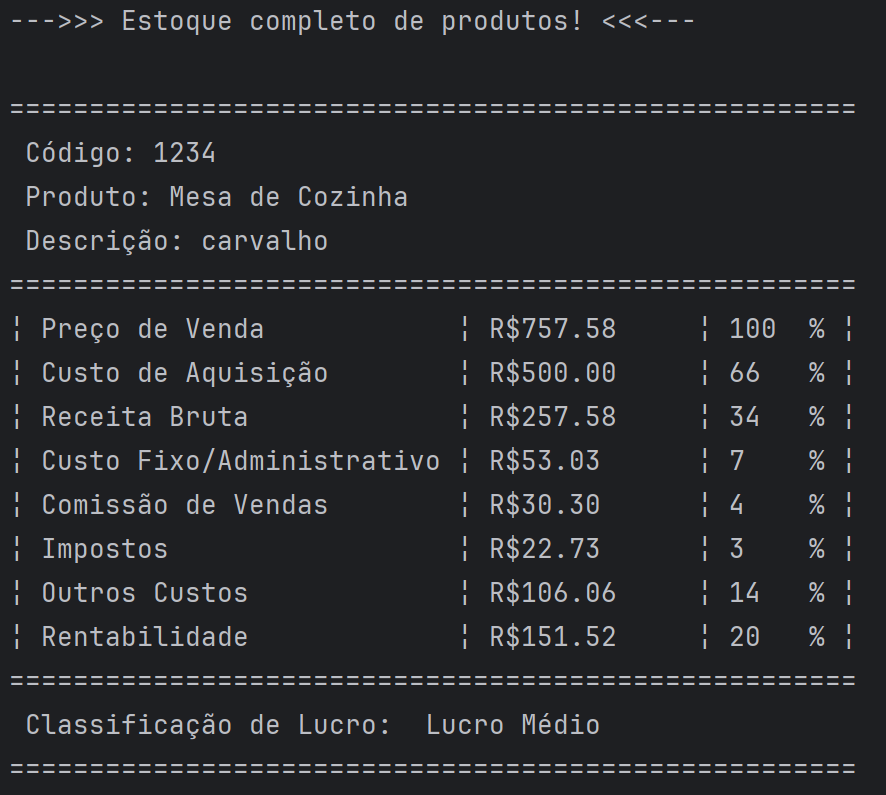 --->>> Estoque completo de produtos! <<<---
=====================================================
Código: 1234
Produto: Mesa de Cozinha
Descrição: carvalho
=====================================================
¦ Preço de Venda ¦ R$757.58 ¦ 100 % ¦
¦ Custo de Aquisição ¦ R$500.00 ¦ 66 % ¦
¦ Receita Bruta ¦ R$257.58 ¦ 34 % ¦
¦ Custo Fixo/Administrativo ¦ R$53.03 ¦ 7 % ¦
¦ Comissão de Vendas ¦ R$30.30 ¦ 4 % ¦
¦ Impostos ¦ R$22.73 ¦ 3 % ¦
¦ Outros Custos ¦ R$106.06 ¦ 14 % ¦
¦ Rentabilidade ¦ R$151.52 ¦ 20 % ¦
=====================================================
Classificação de Lucro:  Lucro Médio
=====================================================